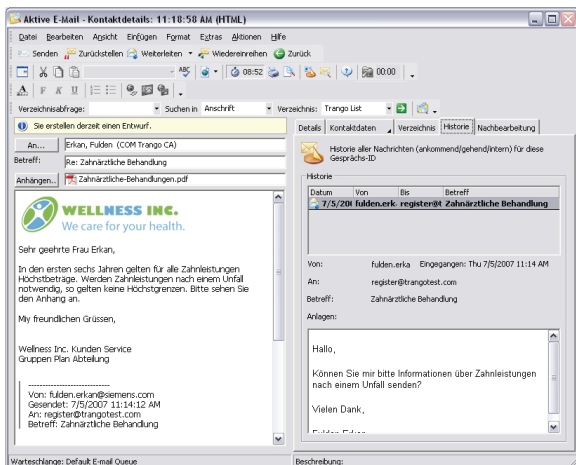 Aktive E-Mail - Kontaktdetails: 11:18:58 AM (HTML)
Datei Bearbeiten Ansicht Einfügen Format Extras Aktionen Hilfe
Senden Zurückstellen Weiterleiten Wiedereinreihen Zurück
ABC 08:52 00:00
A F K U
Verzeichnisabfrage: Suchen in Anschrift Verzeichnis: Trango List
Sie erstellen derzeit einen Entwurf.
An... Erkan, Fulden (COM Trango CA)
Betreff: Re: Zahnärztliche Behandlung
Anhängen.. Zahnärztliche-Behandlungen.pdf
WELLNESS INC.
We care for your health.
Sehr geehrte Frau Erkan,
In den ersten sechs Jahren gelten für alle Zahnleistungen
Höchstbeträge. Werden Zahnleistungen nach einem Unfall
notwendig, so gelten keine Höchstgrenzen. Bitte sehen Sie
den Anhang an.
Miy freundlichen Grüssen,
Wellness Inc. Kunden Service
Gruppen Plan Abteilung
-----------------------------
Von: fulden.erkan@siemens.com
Gesendet: 7/5/2007 11:14:12 AM
An: register@trangotest.com
Betreff: Zahnärztliche Behandlung
Warteschlange: Default E-mail Queue
Details Kontaktdaten Verzeichnis Historie Nachbearbeitung
Historie aller Nachrichten (ankommend/gehend/intern) für diese
Gesprächs-ID
Historie
Datum Von Bis Betreff
7/5/200 fulden.erk- register@t Zahnärztliche Behandlung
Von: fulden.erka Eingegangen: Thu 7/5/2007 11:14 AM
An: register@trangotest.com
Betreff: Zahnärztliche Behandlung
Anlagen:
Hallo,
Können Sie mir bitte Informationen über Zahnleistungen
nach einem Unfall senden?
Vielen Dank,
Fulden Erkan
Beschreibung: